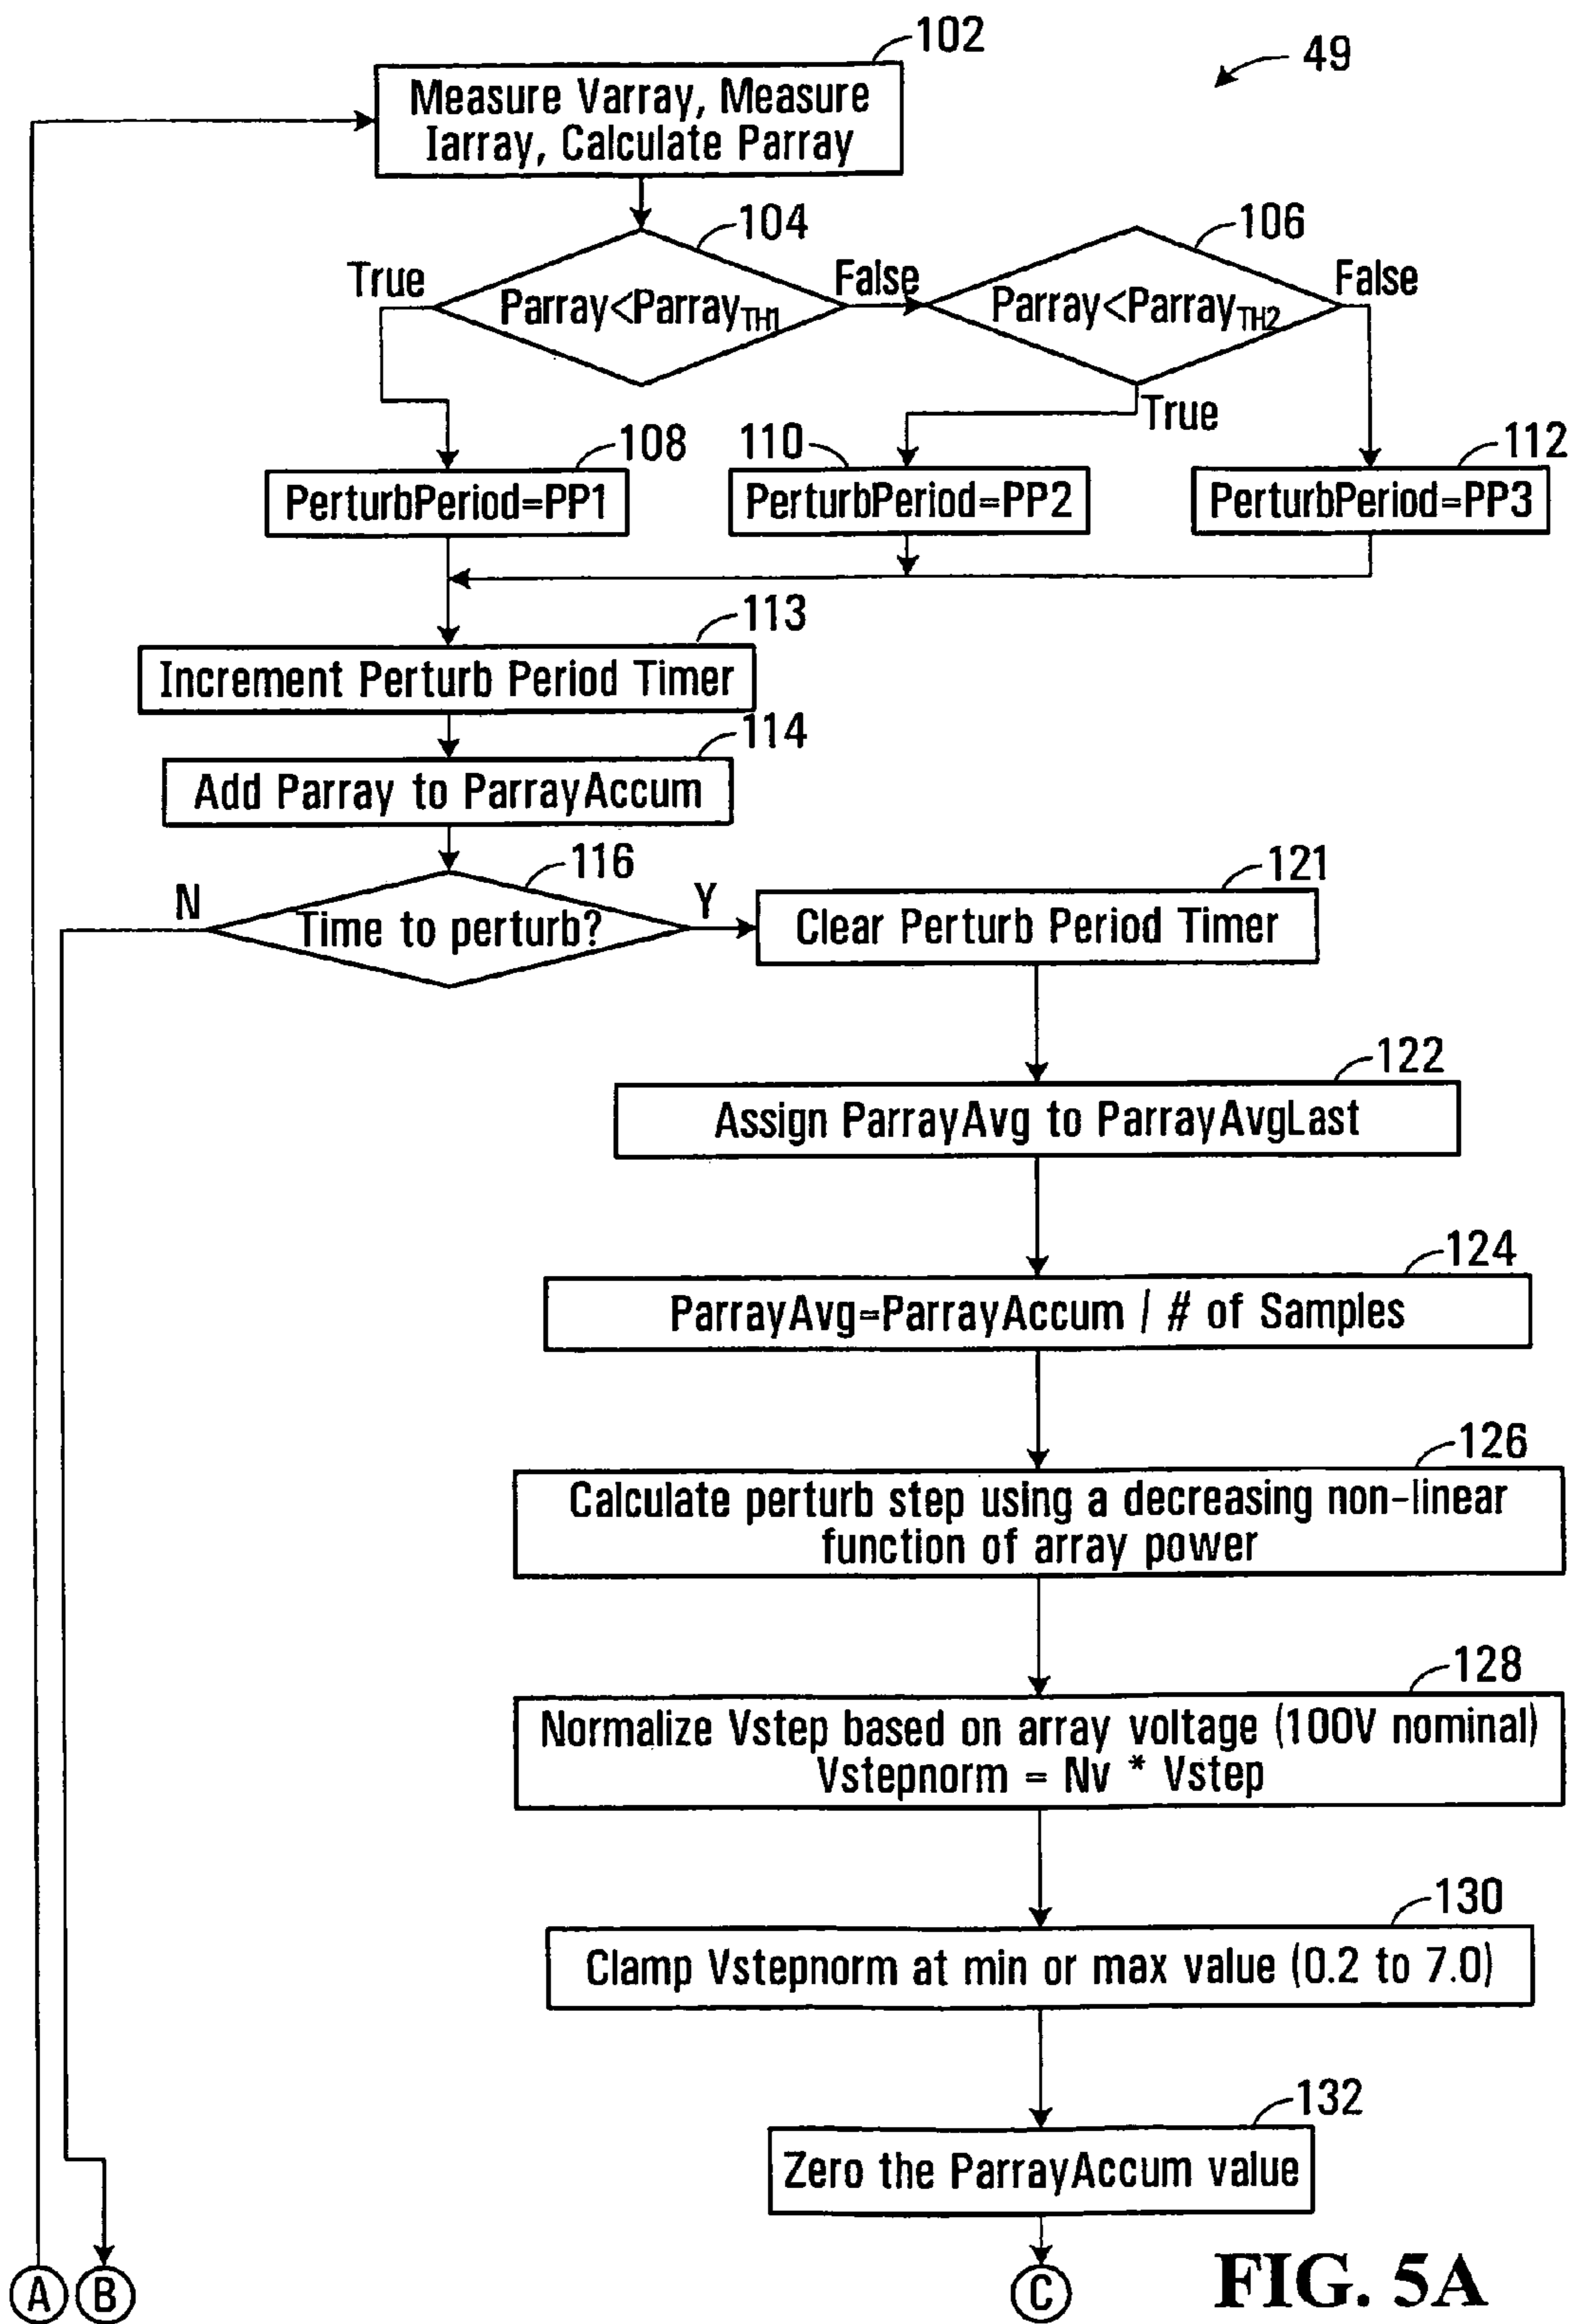 102
49
Measure Varray, Measure
Iarray, Calculate Parray
104
106
True
Parray<ParrayTH1
False
Parray<ParrayTH2
False
True
108
110
112
PerturbPeriod=PP1
PerturbPeriod=PP2
PerturbPeriod=PP3
113
Increment Perturb Period Timer
114
Add Parray to ParrayAccum
116
121
N
Time to perturb?
Y
Clear Perturb Period Timer
122
Assign ParrayAvg to ParrayAvgLast
124
ParrayAvg=ParrayAccum / # of Samples
126
Calculate perturb step using a decreasing non-linear
function of array power
128
Normalize Vstep based on array voltage (100V nominal)
Vstepnorm = Nv * Vstep
130
Clamp Vstepnorm at min or max value (0.2 to 7.0)
132
Zero the ParrayAccum value
A
B
C
FIG. 5A